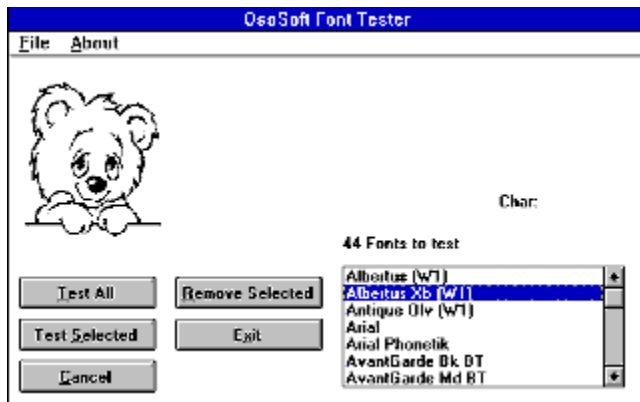 OsoSoft Font Tester
File About
Char:
44 Fonts to test
Albertus (W1)
Albertus Xb (W1)
Antique Olv (W1)
Arial
Arial Phonetik
AvantGarde Bk BT
AvantGarde Md BT
Test All
Remove Selected
Test Selected
Exit
Cancel